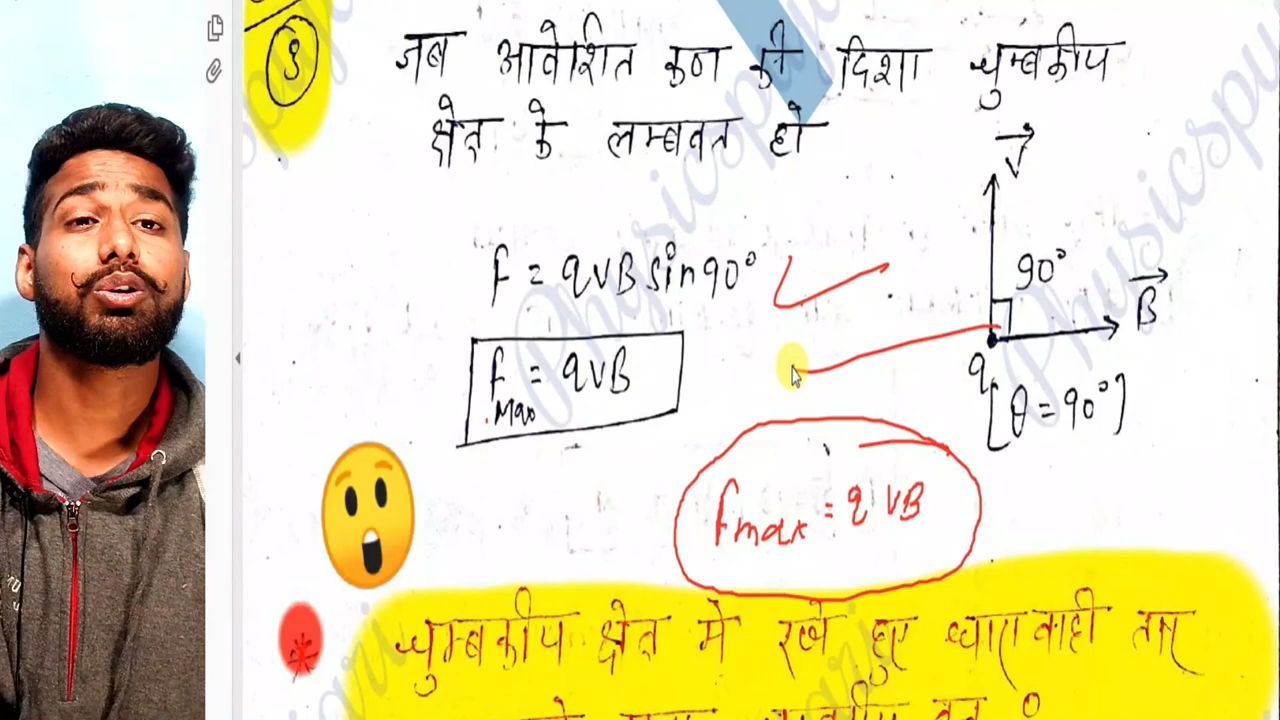 3
जब आवेशित कण की दिशा चुम्बकीय
क्षेत्र के लम्बवत हो
V
F = qVB Sin90°
90°
B
Fmax = qVB
q
[θ = 90°]
Fmax = qVB
* चुम्बकीय क्षेत्र मे रखे हुए धारावाही तार